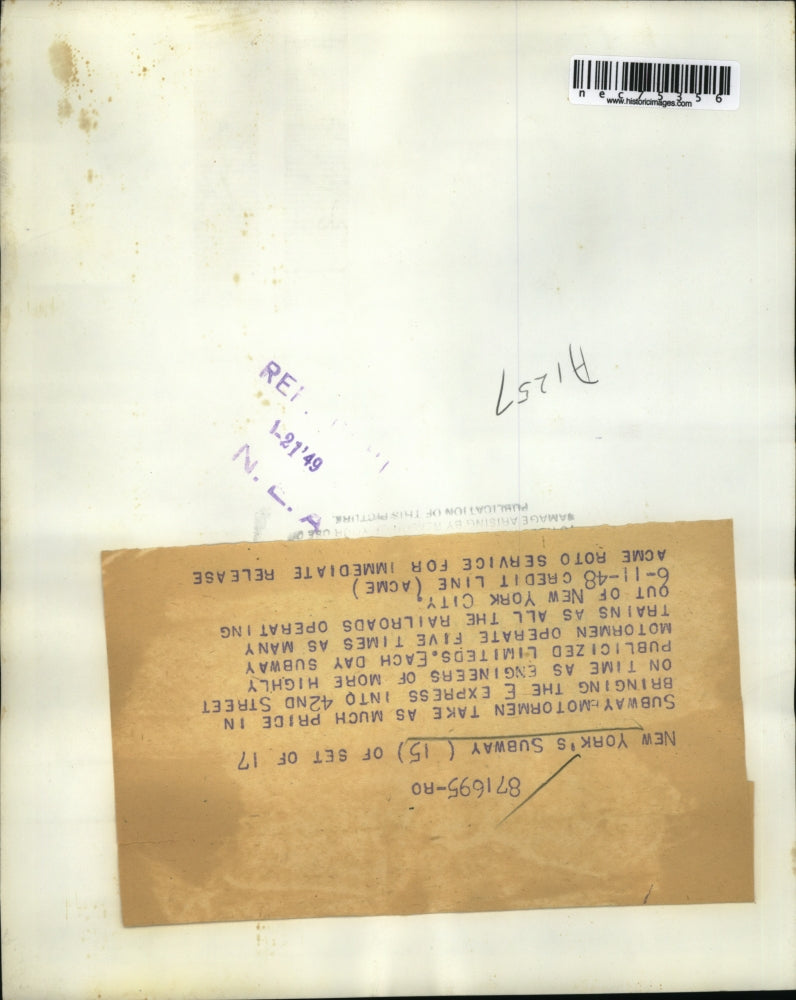 nec75356
www.historicimages.com
A1257
1-21'49
N. E. A
DAMAGE ARISING BY
PUBLICATION OF THIS PICTURE
871695-RO
NEW YORK'S SUBWAY ( 15) OF SET OF 17
SUBWAY MOTORMEN TAKE AS MUCH PRIDE IN
BRINGING THE E EXPRESS INTO 42ND STREET
ON TIME AS ENGINEERS OF MORE HIGHLY
PUBLICIZED LIMITEDS. EACH DAY SUBWAY
MOTORMEN OPERATE FIVE TIMES AS MANY
TRAINS AS ALL THE RAILROADS OPERATING
OUT OF NEW YORK CITY.
6-11-48 CREDIT LINE (ACME)
ACME ROTO SERVICE FOR IMMEDIATE RELEASE